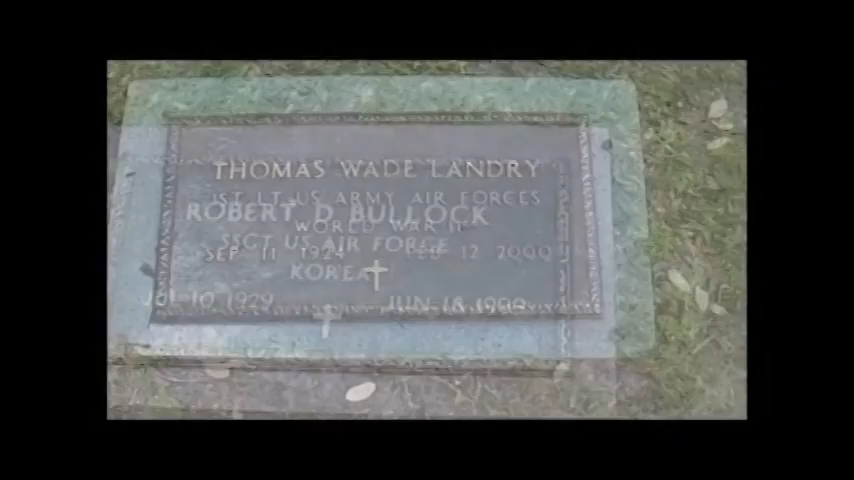 THOMAS WADE LANDRY
1ST LT US ARMY AIR FORCES
ROBERT D BULLOCK
WORLD WAR II
SSGT US AIR FORCE
SEP 11 1924 FEB 12 2000
KOREA
JUL 10 1929 JUN 18 1990